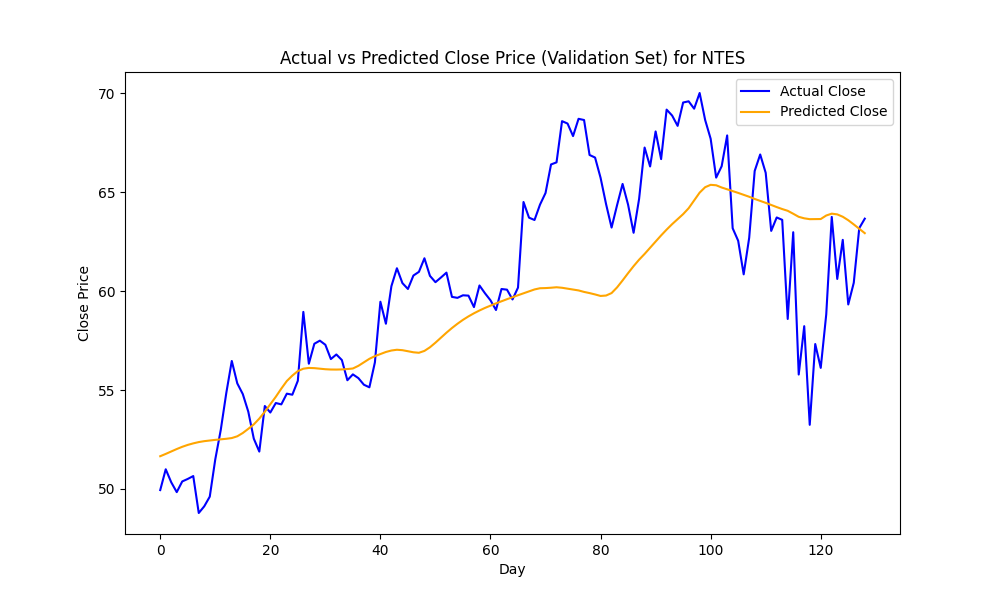 Actual vs Predicted Close Price (Validation Set) for NTES
Actual Close
Predicted Close
Close Price
70
65
60
55
50
0 20 40 60 80 100 120
Day